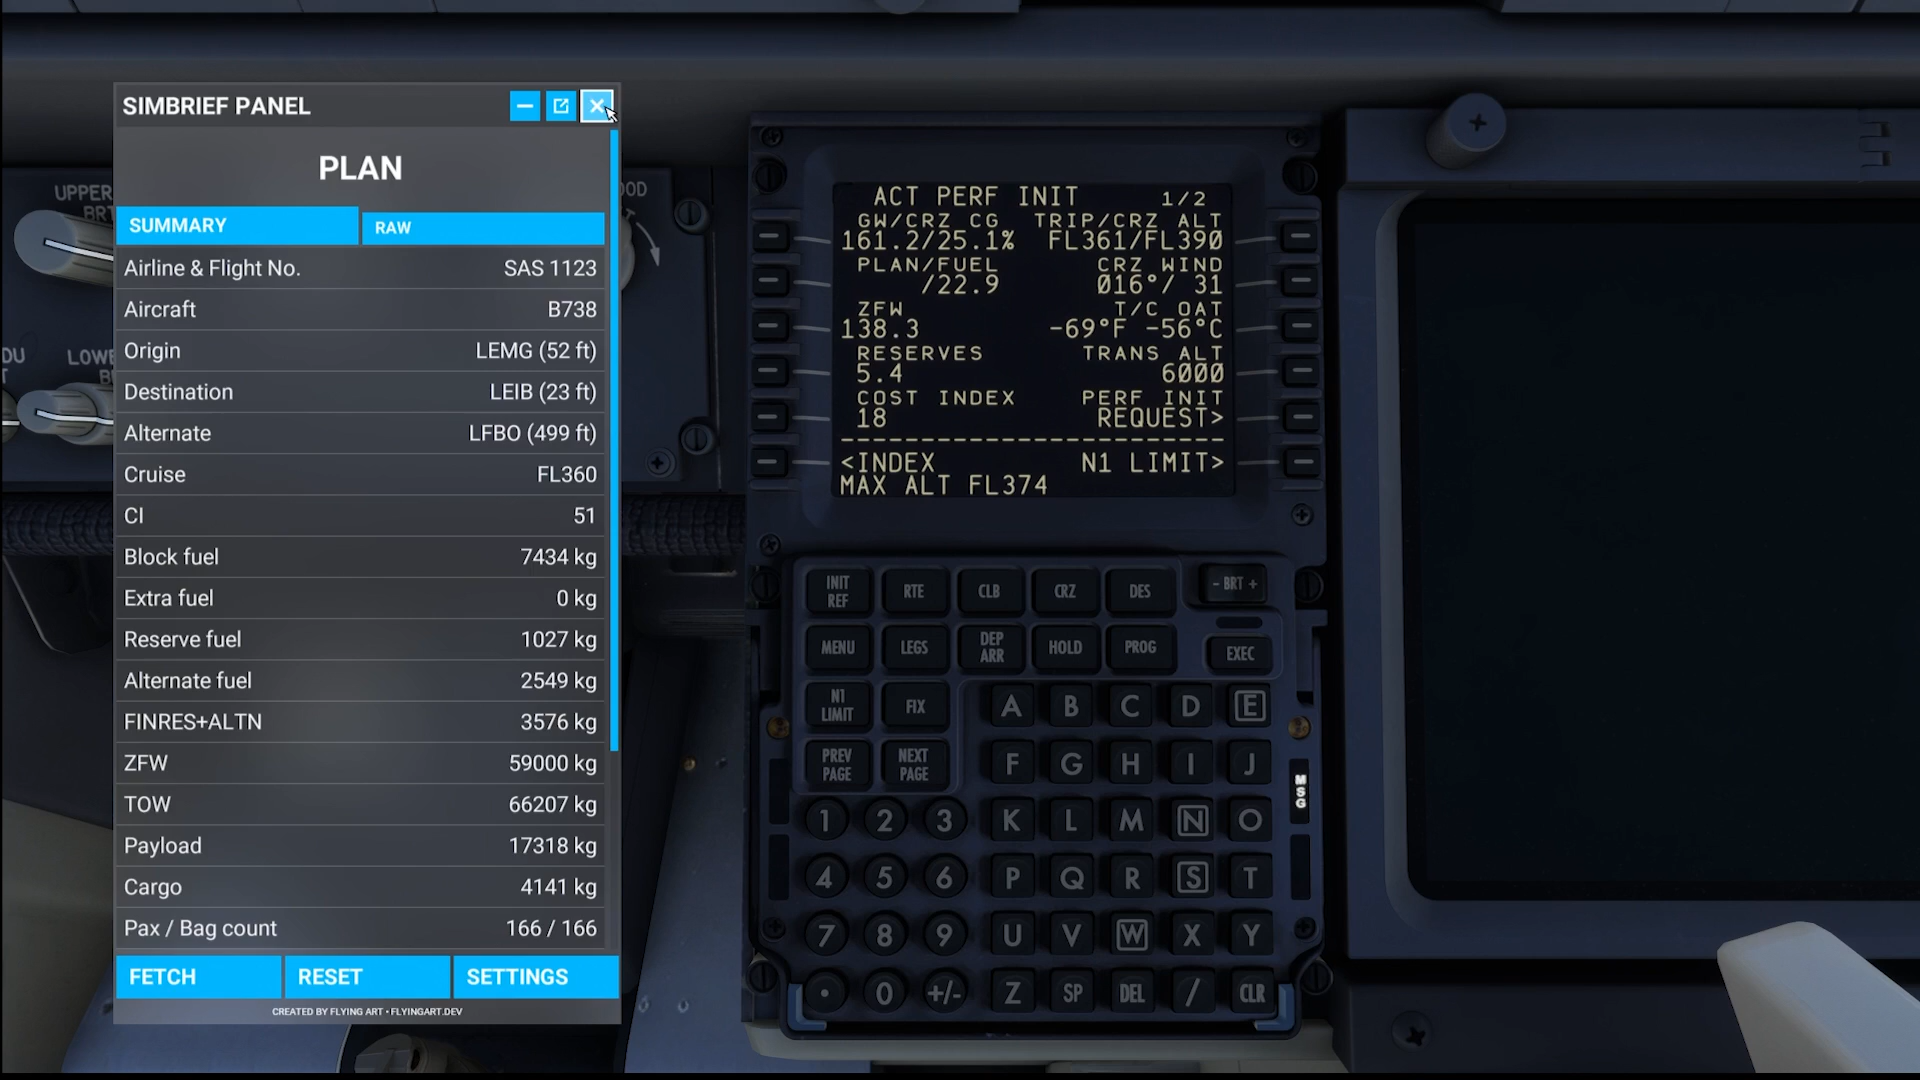 SIMBRIEF PANEL
PLAN
SUMMARY RAW
Airline & Flight No. SAS 1123
Aircraft B738
Origin LEMG (52 ft)
Destination LEIB (23 ft)
Alternate LFBO (499 ft)
Cruise FL360
CI 51
Block fuel 7434 kg
Extra fuel 0 kg
Reserve fuel 1027 kg
Alternate fuel 2549 kg
FINRES+ALTN 3576 kg
ZFW 59000 kg
TOW 66207 kg
Payload 17318 kg
Cargo 4141 kg
Pax / Bag count 166 / 166
FETCH RESET SETTINGS
CREATED BY FLYING ART • FLYINGART.DEV
UPPER
BRT
DU
LOWE
ACT PERF INIT 1/2
GW/CRZ CG TRIP/CRZ ALT
161.2/25.1% FL361/FL390
PLAN/FUEL CRZ WIND
/22.9 016°/ 31
ZFW T/C OAT
138.3 -69°F -56°C
RESERVES TRANS ALT
5.4 6000
COST INDEX PERF INIT
18 REQUEST>
<INDEX N1 LIMIT>
MAX ALT FL374
INIT REF RTE CLB CRZ DES - BRT +
MENU LEGS DEP ARR HOLD PROG EXEC
N1 LIMIT FIX A B C D E
PREV PAGE NEXT PAGE F G H I J
MSG
1 2 3 K L M N O
4 5 6 P Q R S T
7 8 9 U V W X Y
. 0 +/- Z SP DEL / CLR